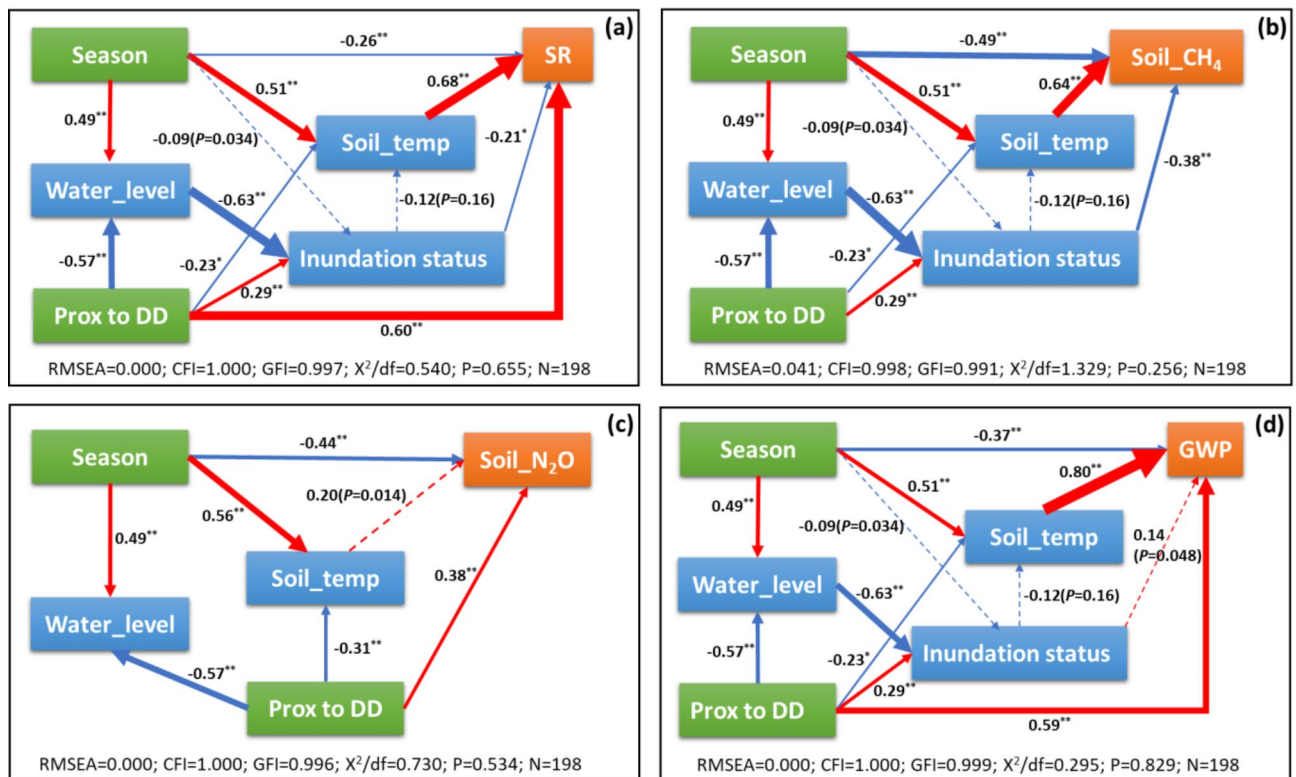 (a)
Season
-0.26**
SR
0.51**
0.68**
0.49**
-0.09(P=0.034)
Soil_temp
-0.21*
Water_level
-0.63**
-0.12(P=0.16)
Inundation status
-0.57**
-0.23*
0.29**
Prox to DD
0.60**
RMSEA=0.000; CFI=1.000; GFI=0.997; X²/df=0.540; P=0.655; N=198
(b)
Season
-0.49**
Soil_CH₄
0.51**
0.64**
0.49**
-0.09(P=0.034)
Soil_temp
-0.38**
Water_level
-0.63**
-0.12(P=0.16)
Inundation status
-0.57**
-0.23*
0.29**
Prox to DD
RMSEA=0.041; CFI=0.998; GFI=0.991; X²/df=1.329; P=0.256; N=198
(c)
Season
-0.44**
Soil_N₂O
0.20(P=0.014)
0.56**
0.49**
Soil_temp
0.38**
Water_level
-0.31**
-0.57**
Prox to DD
RMSEA=0.000; CFI=1.000; GFI=0.996; X²/df=0.730; P=0.534; N=198
(d)
Season
-0.37**
GWP
0.80**
0.51**
0.49**
-0.09(P=0.034)
Soil_temp
0.14
(P=0.048)
Water_level
-0.63**
-0.12(P=0.16)
Inundation status
-0.57**
-0.23*
0.29**
Prox to DD
0.59**
RMSEA=0.000; CFI=1.000; GFI=0.999; X²/df=0.295; P=0.829; N=198